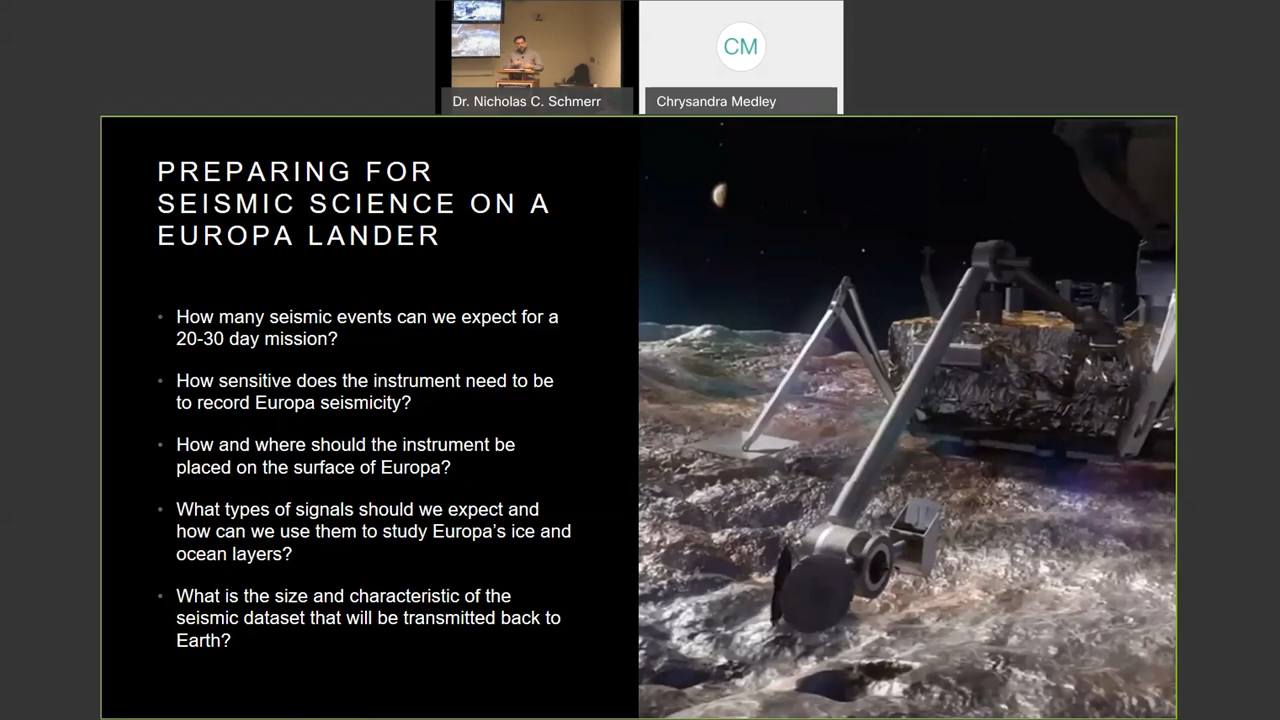 Dr. Nicholas C. Schmerr
CM
Chrysandra Medley
PREPARING FOR
SEISMIC SCIENCE ON A
EUROPA LANDER
• How many seismic events can we expect for a
20-30 day mission?
• How sensitive does the instrument need to be
to record Europa seismicity?
• How and where should the instrument be
placed on the surface of Europa?
• What types of signals should we expect and
how can we use them to study Europa’s ice and
ocean layers?
• What is the size and characteristic of the
seismic dataset that will be transmitted back to
Earth?